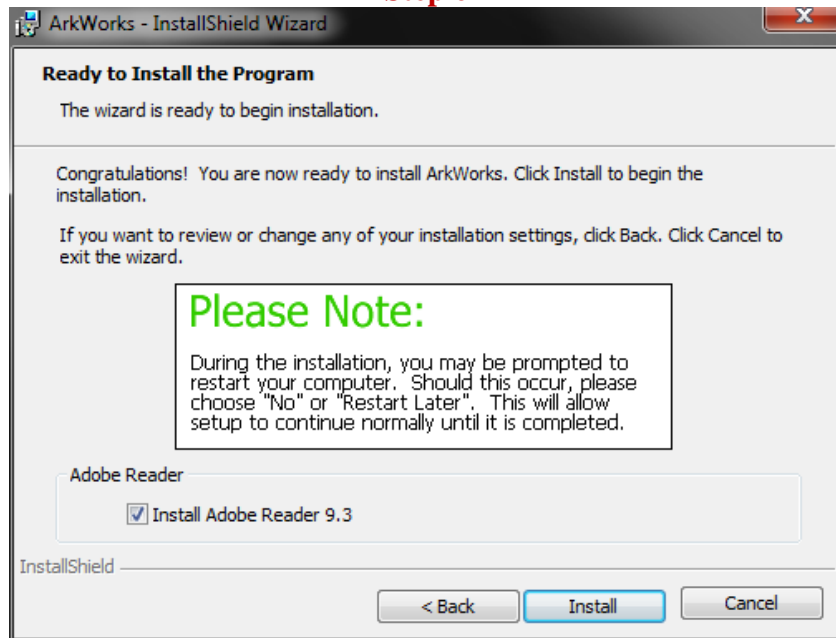 ArkWorks - InstallShield Wizard
Ready to Install the Program
The wizard is ready to begin installation.
Congratulations! You are now ready to install ArkWorks. Click Install to begin the
installation.
If you want to review or change any of your installation settings, click Back. Click Cancel to
exit the wizard.
Please Note:
During the installation, you may be prompted to
restart your computer. Should this occur, please
choose "No" or "Restart Later". This will allow
setup to continue normally until it is completed.
Adobe Reader
Install Adobe Reader 9.3
InstallShield
< Back Install Cancel